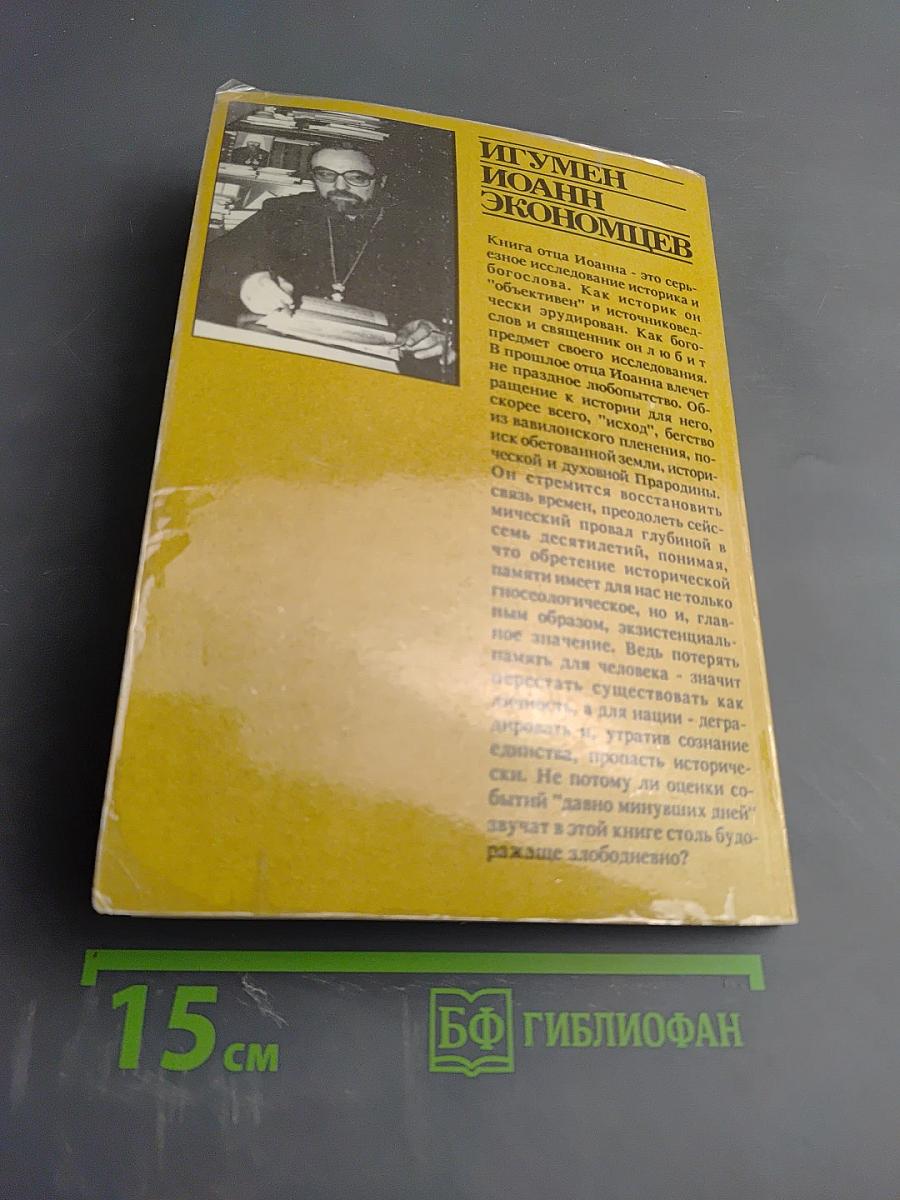 ИГУМЕН
ИОАНН
ЭКОНОМЦЕВ
Книга отца Иоанна - это серь-
езное исследование историка и
богослова. Как историк он
"объективен" и источниковед-
чески эрудирован. Как бого-
слов и священник он л ю б и т
предмет своего исследования.
В прошлое отца Иоанна влечет
не праздное любопытство. Об-
ращение к истории для него,
скорее всего, "исход", бегство
из вавилонского пленения, по-
иск обетованной земли, истори-
ческой и духовной Прародины.
Он стремится восстановить
связь времен, преодолеть сейс-
мический провал глубиной в
семь десятилетий, понимая,
что обретение исторической
памяти имеет для нас не только
гносеологическое, но и, глав-
ным образом, экзистенциаль-
ное значение. Ведь потерять
память для человека - значит
перестать существовать как
личность, а для нации - дегра-
дировать и, утратив сознание
единства, пропасть историче-
ски. Не потому ли оценки со-
бытий "давно минувших дней"
звучат в этой книге столь будо-
ражаще злободневно?
15 см
БФ ГИБЛИОФАН